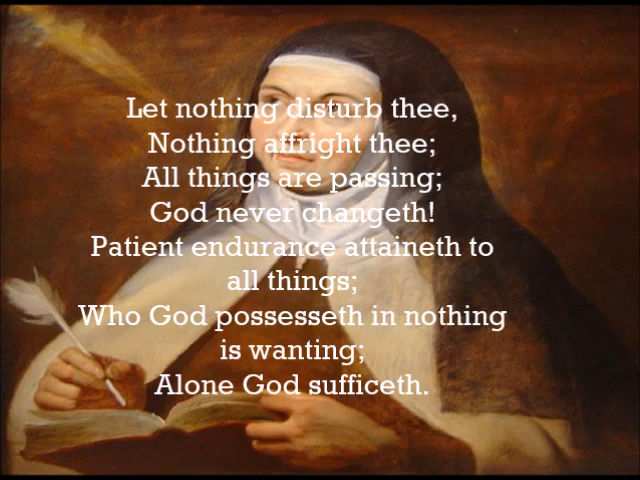 Let nothing disturb thee,
Nothing affright thee;
All things are passing;
God never changeth!
Patient endurance attaineth to
all things;
Who God possesseth in nothing
is wanting;
Alone God sufficeth.